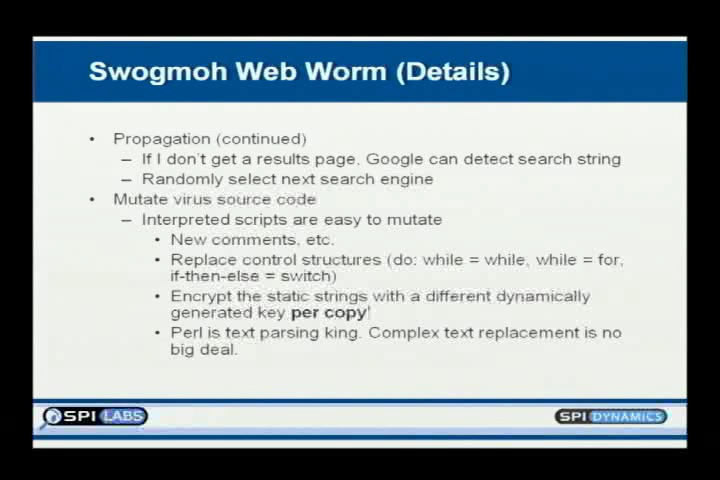 Swogmoh Web Worm (Details)
• Propagation (continued)
– If I don't get a results page, Google can detect search string
– Randomly select next search engine
• Mutate virus source code
– Interpreted scripts are easy to mutate
• New comments, etc.
• Replace control structures (do: while = while, while = for,
if-then-else = switch)
• Encrypt the static strings with a different dynamically
generated key per copy!
• Perl is text parsing king. Complex text replacement is no
big deal.
SPI LABS
SPI DYNAMICS